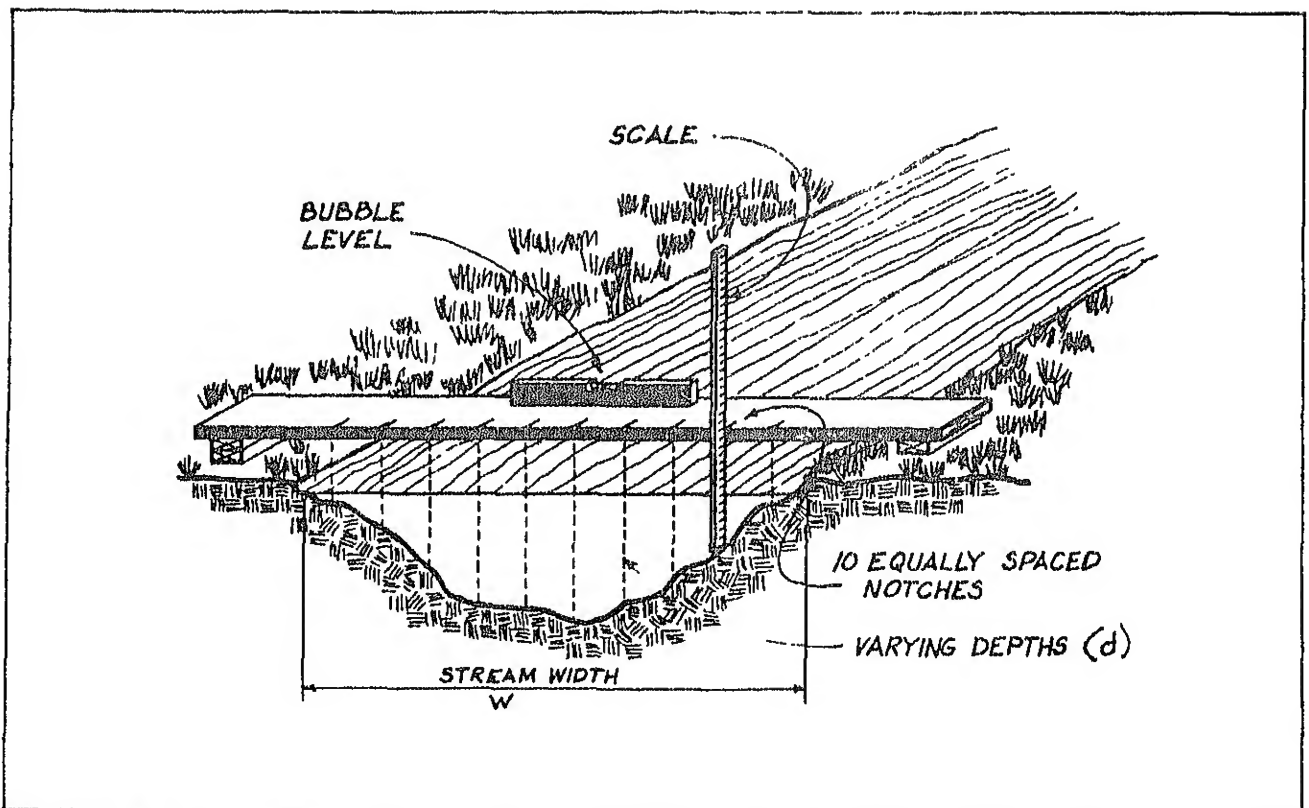 SCALE
BUBBLE
LEVEL
10 EQUALLY SPACED
NOTCHES
VARYING DEPTHS (d)
STREAM WIDTH
W